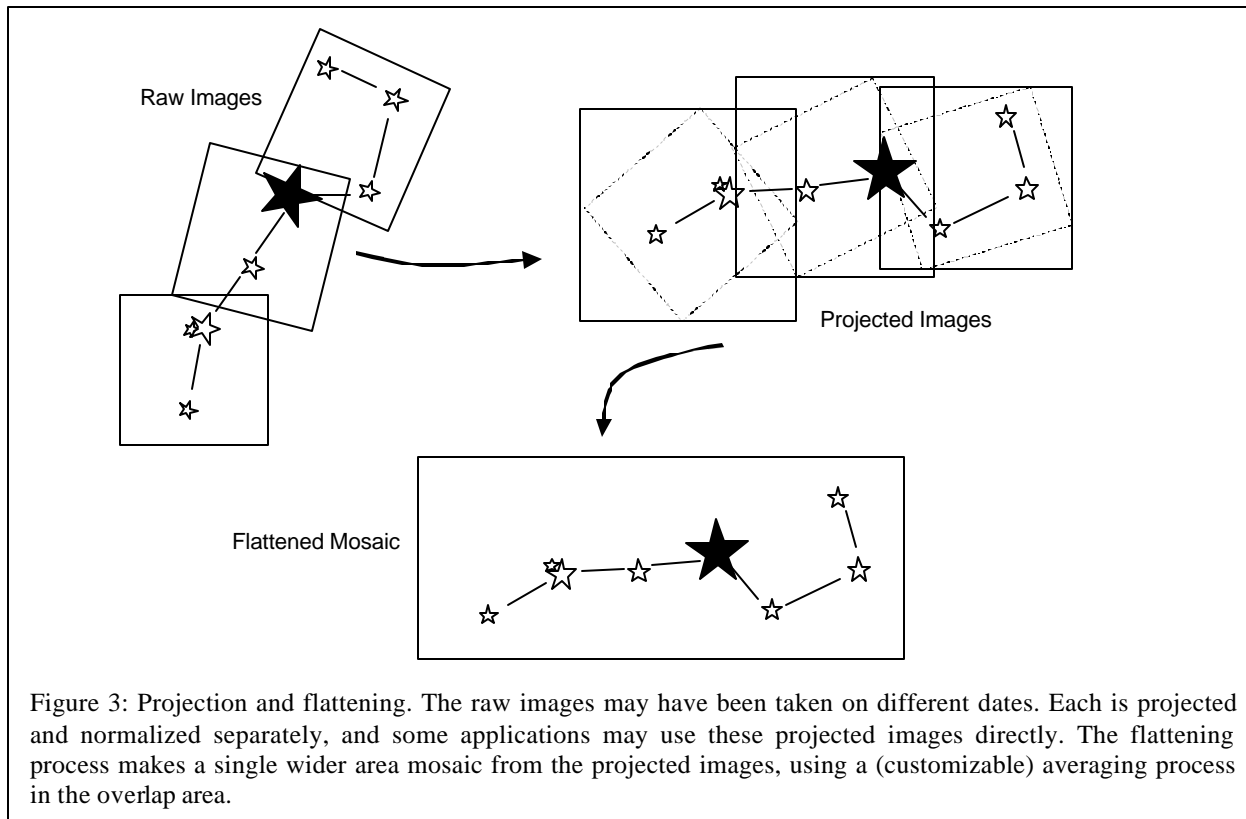 Raw Images
Projected Images
Flattened Mosaic
Figure 3: Projection and flattening. The raw images may have been taken on different dates. Each is projected
and normalized separately, and some applications may use these projected images directly. The flattening
process makes a single wider area mosaic from the projected images, using a (customizable) averaging process
in the overlap area.